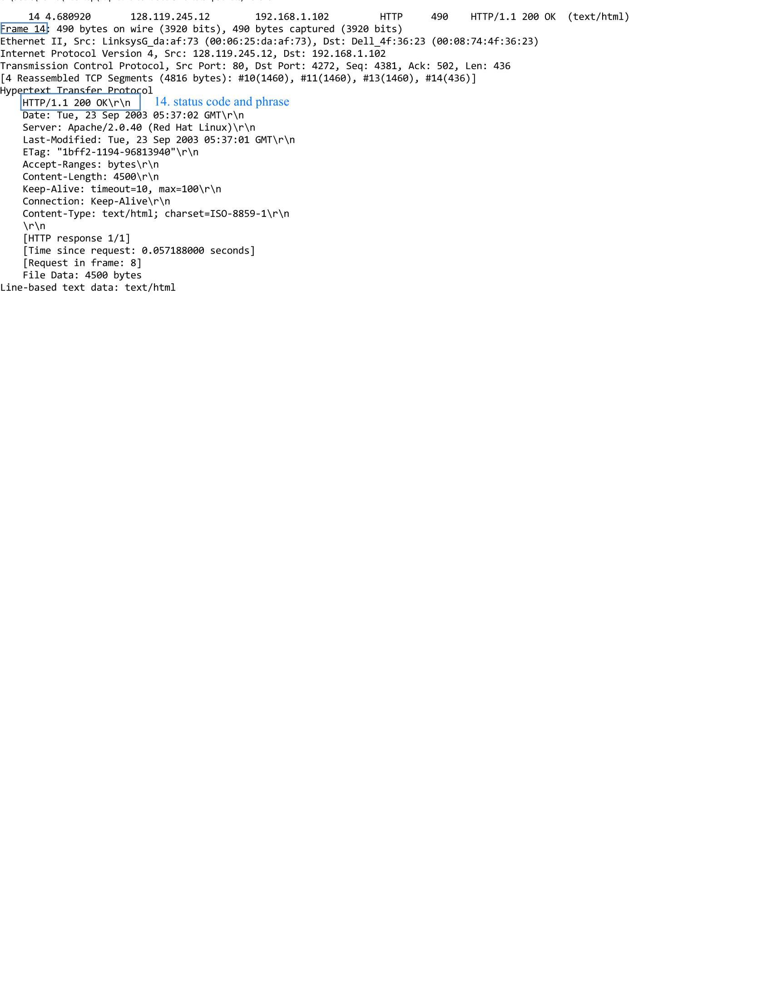 14 4.680920 128.119.245.12 192.168.1.102 HTTP 490 HTTP/1.1 200 OK (text/html)
Frame 14: 490 bytes on wire (3920 bits), 490 bytes captured (3920 bits)
Ethernet II, Src: LinksysG_da:af:73 (00:06:25:da:af:73), Dst: Dell_4f:36:23 (00:08:74:4f:36:23)
Internet Protocol Version 4, Src: 128.119.245.12, Dst: 192.168.1.102
Transmission Control Protocol, Src Port: 80, Dst Port: 4272, Seq: 4381, Ack: 502, Len: 436
[4 Reassembled TCP Segments (4816 bytes): #10(1460), #11(1460), #13(1460), #14(436)]
Hypertext Transfer Protocol
HTTP/1.1 200 OK\r\n 14. status code and phrase
Date: Tue, 23 Sep 2003 05:37:02 GMT\r\n
Server: Apache/2.0.40 (Red Hat Linux)\r\n
Last-Modified: Tue, 23 Sep 2003 05:37:01 GMT\r\n
ETag: "1bff2-1194-96813940"\r\n
Accept-Ranges: bytes\r\n
Content-Length: 4500\r\n
Keep-Alive: timeout=10, max=100\r\n
Connection: Keep-Alive\r\n
Content-Type: text/html; charset=ISO-8859-1\r\n
\r\n
[HTTP response 1/1]
[Time since request: 0.057188000 seconds]
[Request in frame: 8]
File Data: 4500 bytes
Line-based text data: text/html